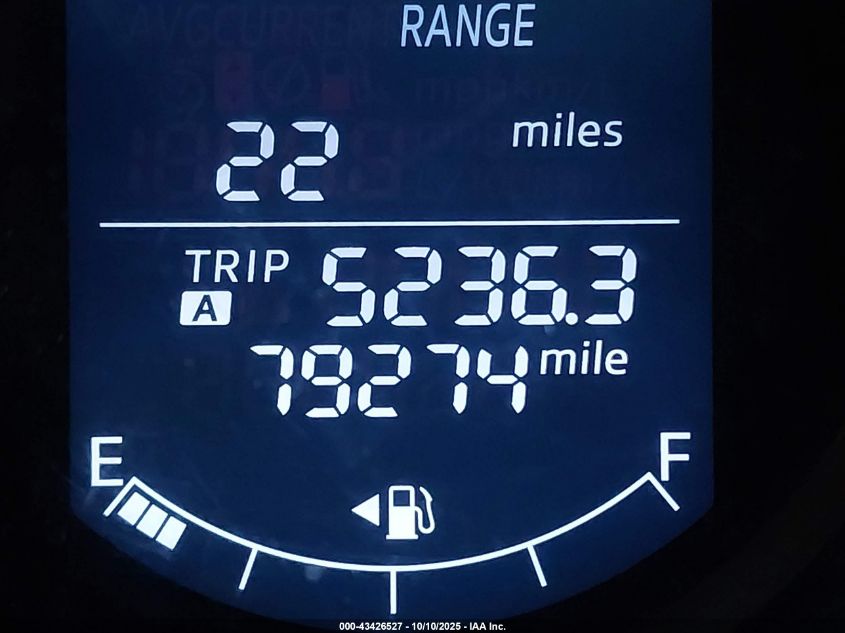 RANGE
22 miles
TRIP A 5236.3
79274 mile
E F
000-43426527 - 10/10/2025 - IAA Inc.